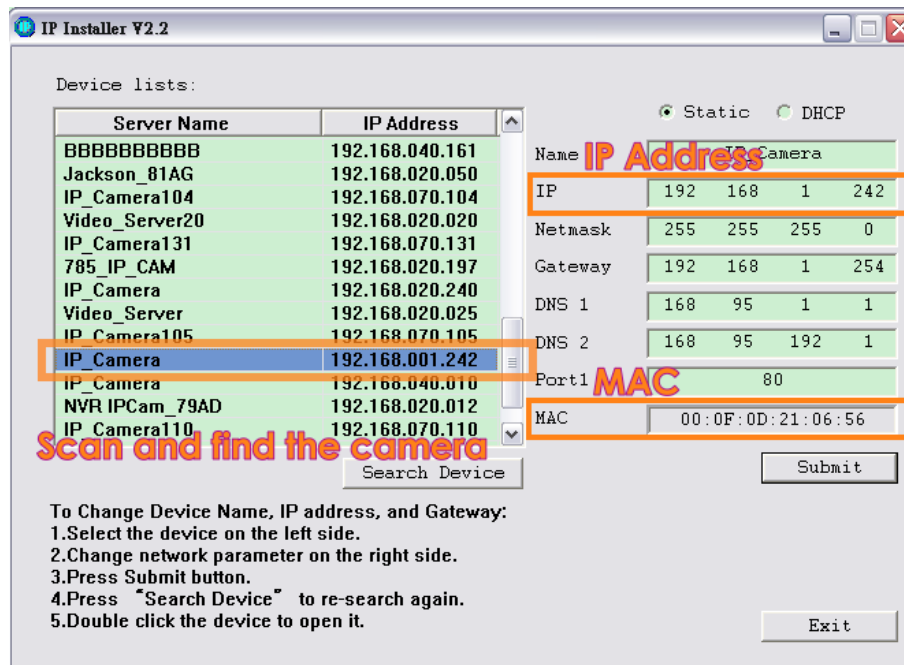 IP Installer V2.2
Device lists:
Server Name IP Address
BBBBBBBBBB 192.168.040.161
Jackson_81AG 192.168.020.050
IP_Camera104 192.168.070.104
Video_Server20 192.168.020.020
IP_Camera131 192.168.070.131
785_IP_CAM 192.168.020.197
IP_Camera 192.168.020.240
Video_Server 192.168.020.025
IP_Camera105 192.168.070.105
IP_Camera 192.168.001.242
IP_Camera 192.168.040.010
NVR IPCam_79AD 192.168.020.012
IP_Camera110 192.168.070.110
Scan and find the camera
Search Device
Static DHCP
Name IP_Camera
IP Address
IP 192 168 1 242
Netmask 255 255 255 0
Gateway 192 168 1 254
DNS 1 168 95 1 1
DNS 2 168 95 192 1
Port1 80
MAC
MAC 00:0F:0D:21:06:56
Submit
To Change Device Name, IP address, and Gateway:
1.Select the device on the left side.
2.Change network parameter on the right side.
3.Press Submit button.
4.Press “Search Device” to re-search again.
5.Double click the device to open it.
Exit